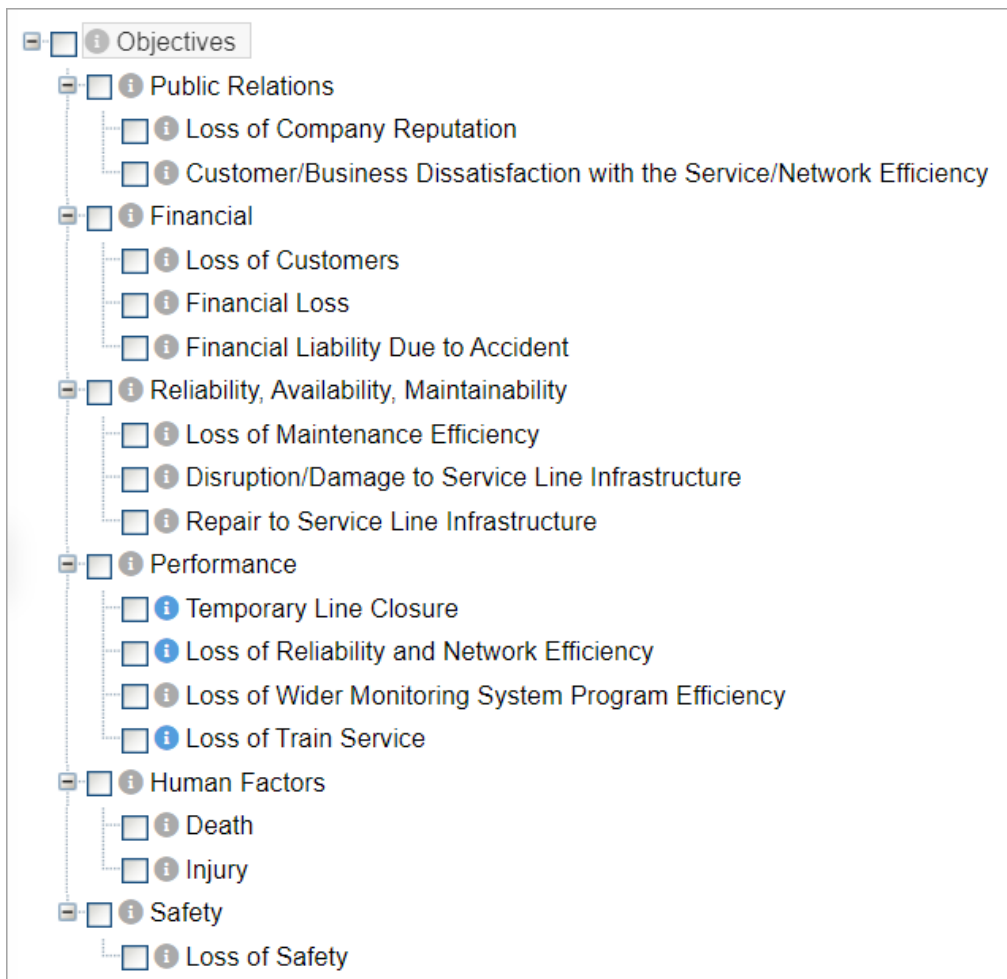 Objectives
Public Relations
Loss of Company Reputation
Customer/Business Dissatisfaction with the Service/Network Efficiency
Financial
Loss of Customers
Financial Loss
Financial Liability Due to Accident
Reliability, Availability, Maintainability
Loss of Maintenance Efficiency
Disruption/Damage to Service Line Infrastructure
Repair to Service Line Infrastructure
Performance
Temporary Line Closure
Loss of Reliability and Network Efficiency
Loss of Wider Monitoring System Program Efficiency
Loss of Train Service
Human Factors
Death
Injury
Safety
Loss of Safety